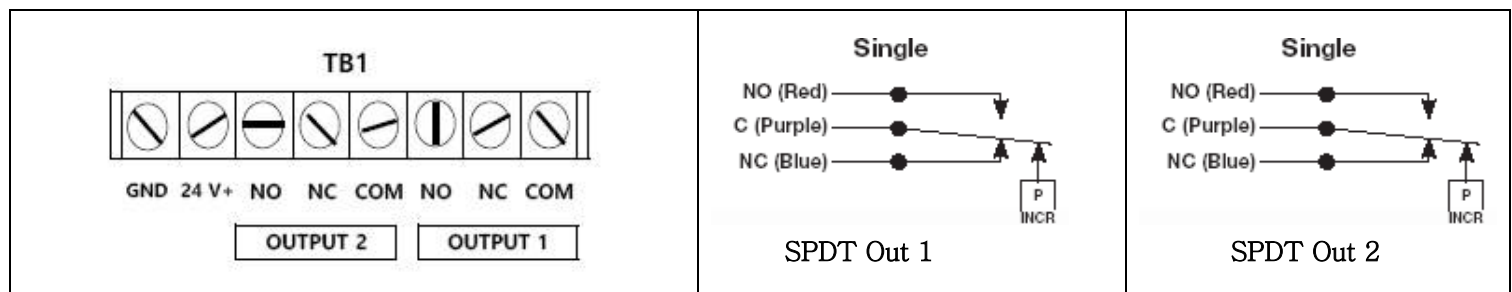 TB1
GND 24 V+ NO NC COM NO NC COM
OUTPUT 2 OUTPUT 1
Single
NO (Red)
C (Purple)
NC (Blue)
P
INCR
SPDT Out 1
Single
NO (Red)
C (Purple)
NC (Blue)
P
INCR
SPDT Out 2